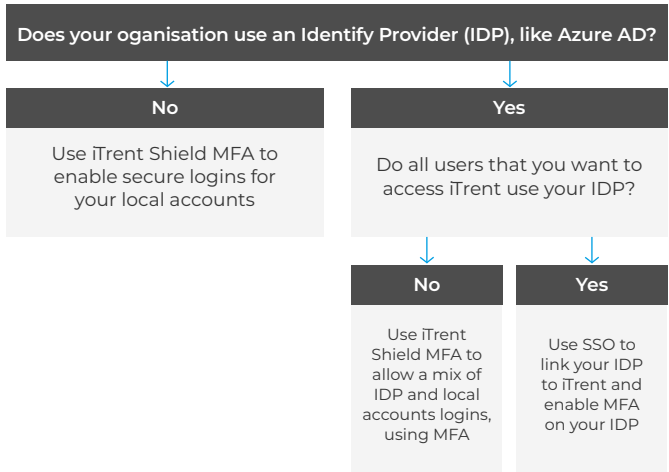 Does your oganisation use an Identify Provider (IDP), like Azure AD?
No
Use iTrent Shield MFA to
enable secure logins for
your local accounts
Yes
Do all users that you want to
access iTrent use your IDP?
No
Use iTrent
Shield MFA to
allow a mix of
IDP and local
accounts logins,
using MFA
Yes
Use SSO to
link your IDP
to iTrent and
enable MFA
on your IDP